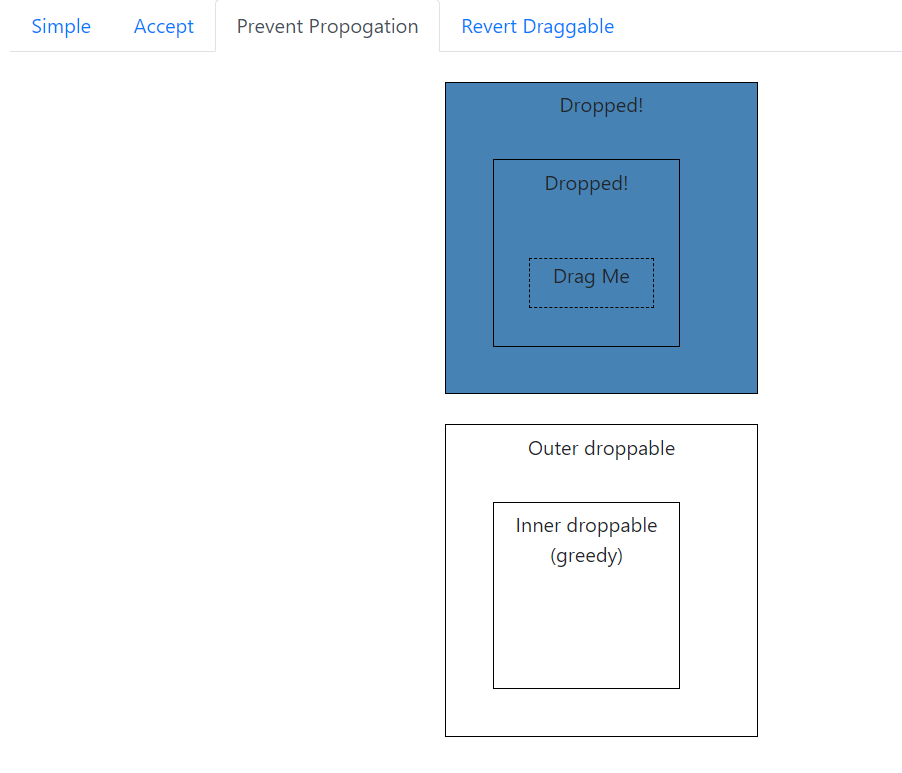 Simple Accept Prevent Propogation Revert Draggable
Dropped!
Dropped!
Drag Me
Outer droppable
Inner droppable
(greedy)